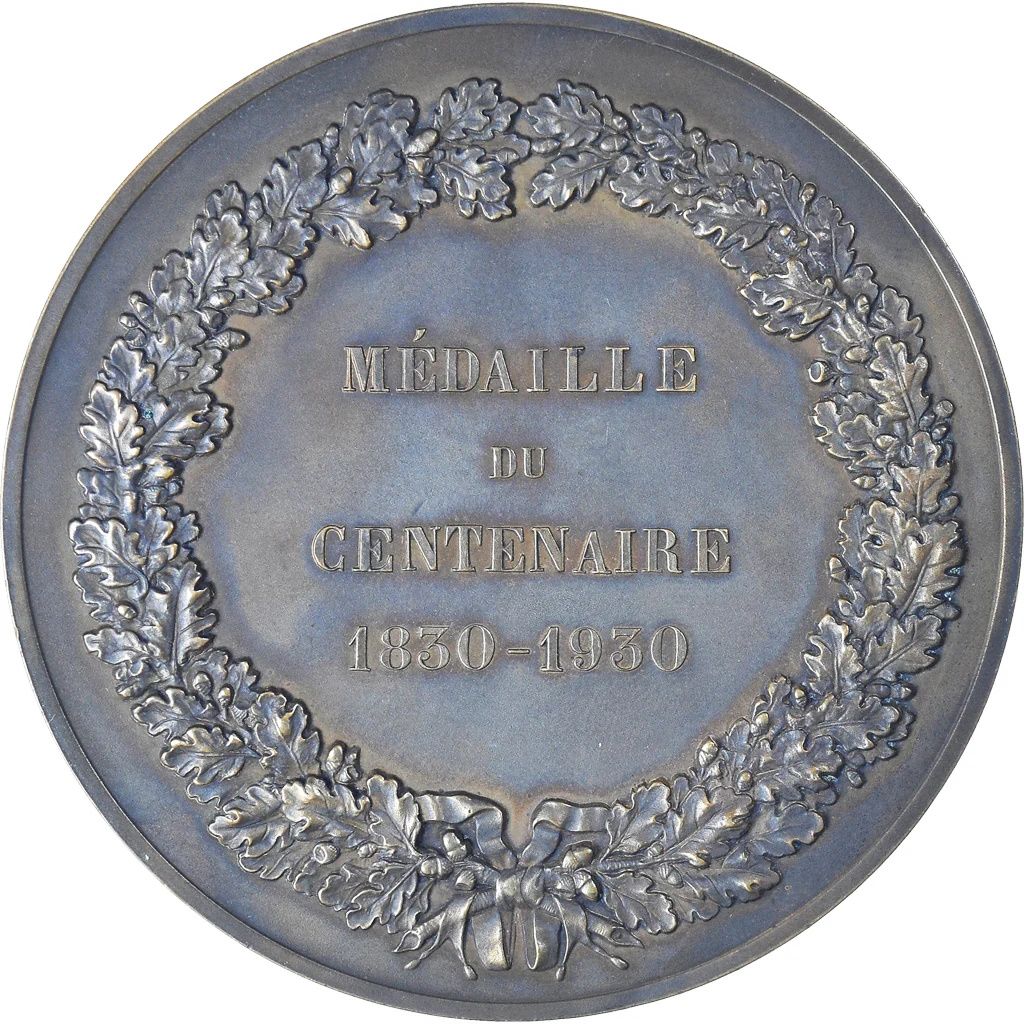 MÉDAILLE
DU
CENTENAIRE
1830-1930